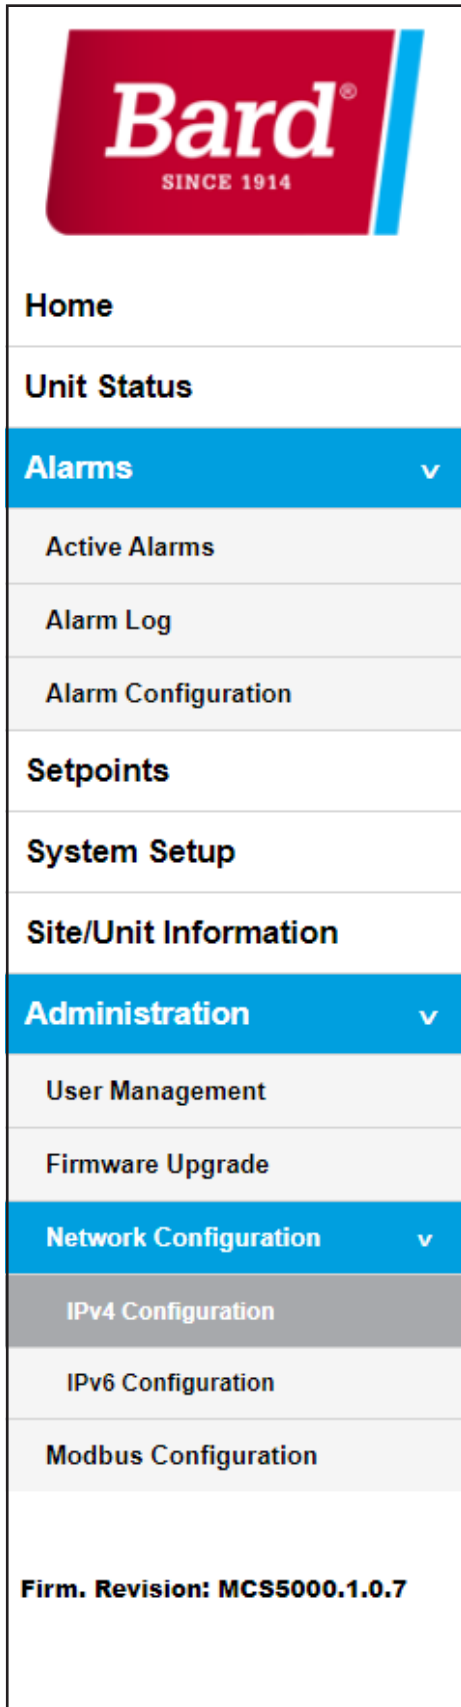 Bard®
SINCE 1914
Home
Unit Status
Alarms v
Active Alarms
Alarm Log
Alarm Configuration
Setpoints
System Setup
Site/Unit Information
Administration v
User Management
Firmware Upgrade
Network Configuration v
IPv4 Configuration
IPv6 Configuration
Modbus Configuration
Firm. Revision: MCS5000.1.0.7